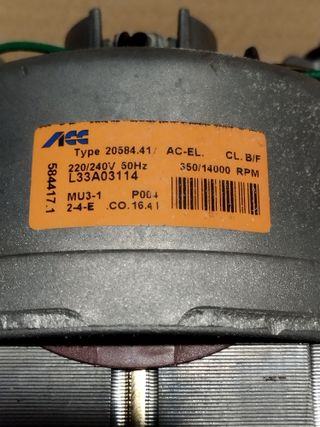 ACC
Type 20584.417 AC-EL. CL.B/F
220/240V 50Hz 350/14000 RPM
L33A03114
MU3-1 P004
2-4-E .CO.16.41
584417.1